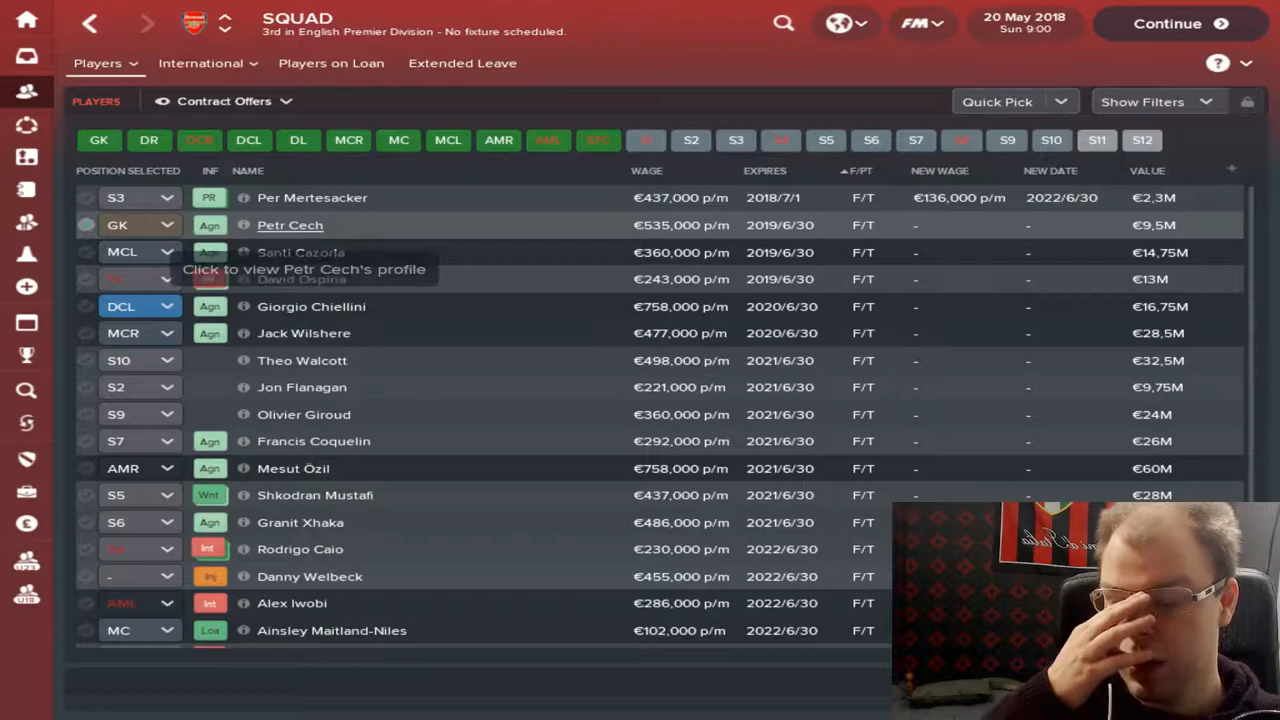 SQUAD
3rd in English Premier Division - No fixture scheduled.
FM
20 May 2018
Sun 9:00
Continue
Players
International
Players on Loan
Extended Leave
?
PLAYERS
Contract Offers
Quick Pick
Show Filters
GK DR DCR DCL DL MCR MC MCL AMR AML STC S1 S2 S3 S4 S5 S6 S7 S8 S9 S10 S11 S12
POSITION SELECTED INF NAME WAGE EXPIRES F/PT NEW WAGE NEW DATE VALUE
S3 PR Per Mertesacker €437,000 p/m 2018/7/1 F/T €136,000 p/m 2022/6/30 €2,3M
GK Agn Petr Cech €535,000 p/m 2019/6/30 F/T - - €9,5M
MCL Agn Santi Cazorla €360,000 p/m 2019/6/30 F/T - - €14,75M
Click to view Petr Cech's profile
S1 David Ospina €243,000 p/m 2019/6/30 F/T - - €13M
DCL Agn Giorgio Chiellini €758,000 p/m 2020/6/30 F/T - - €16,75M
MCR Agn Jack Wilshere €477,000 p/m 2020/6/30 F/T - - €28,5M
S10 Theo Walcott €498,000 p/m 2021/6/30 F/T - - €32,5M
S2 Jon Flanagan €221,000 p/m 2021/6/30 F/T - - €9,75M
S9 Olivier Giroud €360,000 p/m 2021/6/30 F/T - - €24M
S7 Agn Francis Coquelin €292,000 p/m 2021/6/30 F/T - - €26M
AMR Agn Mesut Özil €758,000 p/m 2021/6/30 F/T - - €60M
S5 Wnt Shkodran Mustafi €437,000 p/m 2021/6/30 F/T - - €28M
S6 Agn Granit Xhaka €486,000 p/m 2021/6/30 F/T
S4 Int Rodrigo Caio €230,000 p/m 2022/6/30 F/T
- Inj Danny Welbeck €455,000 p/m 2022/6/30 F/T
AML Int Alex Iwobi €286,000 p/m 2022/6/30 F/T
MC Loa Ainsley Maitland-Niles €102,000 p/m 2022/6/30 F/T
U23
U18